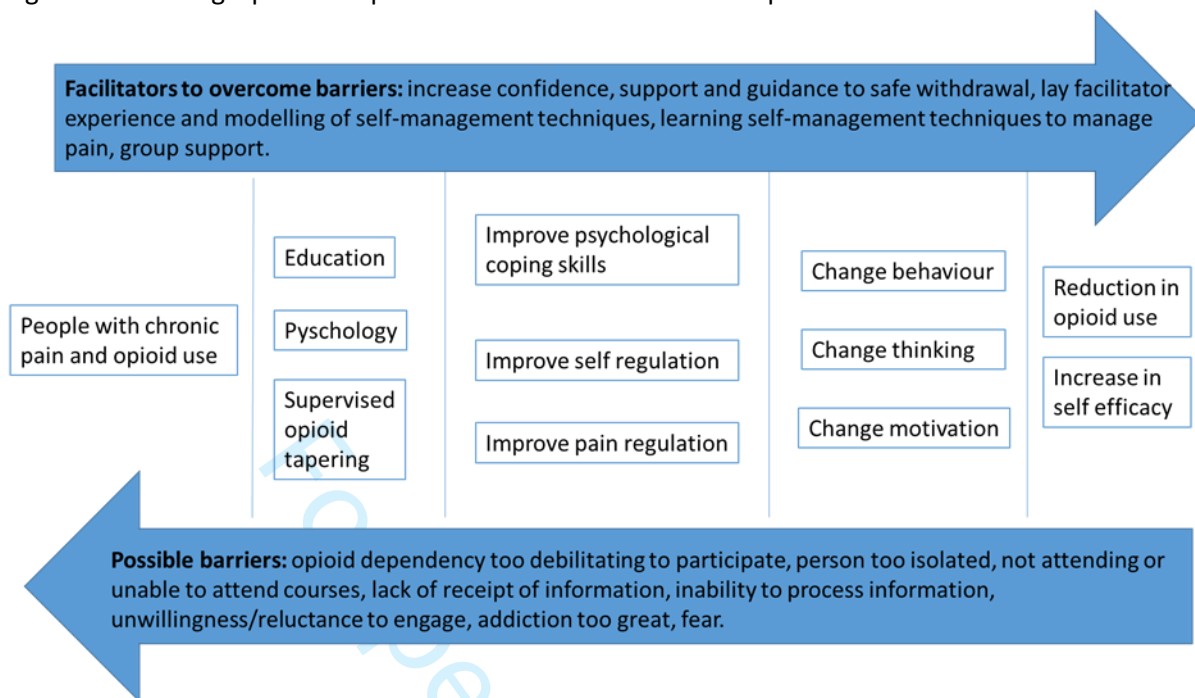 Facilitators to overcome barriers: increase confidence, support and guidance to safe withdrawal, lay facilitator
experience and modelling of self-management techniques, learning self-management techniques to manage
pain, group support.
People with chronic
pain and opioid use
Education
Pyschology
Supervised
opioid
tapering
Improve psychological
coping skills
Improve self regulation
Improve pain regulation
Change behaviour
Change thinking
Change motivation
Reduction in
opioid use
Increase in
self efficacy
Possible barriers: opioid dependency too debilitating to participate, person too isolated, not attending or
unable to attend courses, lack of receipt of information, inability to process information,
unwillingness/reluctance to engage, addiction too great, fear.